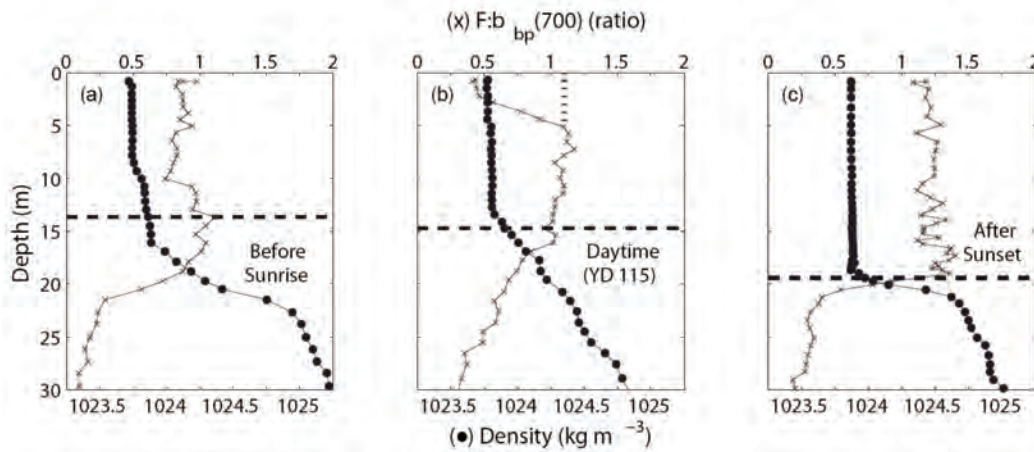 (x) F:b bp (700) (ratio)
0 0.5 1 1.5 2
0 0.5 1 1.5 2
0 0.5 1 1.5 2
0
5
10
15
20
25
30
Depth (m)
(a)
Before
Sunrise
(b)
Daytime
(YD 115)
(c)
After
Sunset
1023.5 1024 1024.5 1025
1023.5 1024 1024.5 1025
1023.5 1024 1024.5 1025
(●) Density (kg m −3)